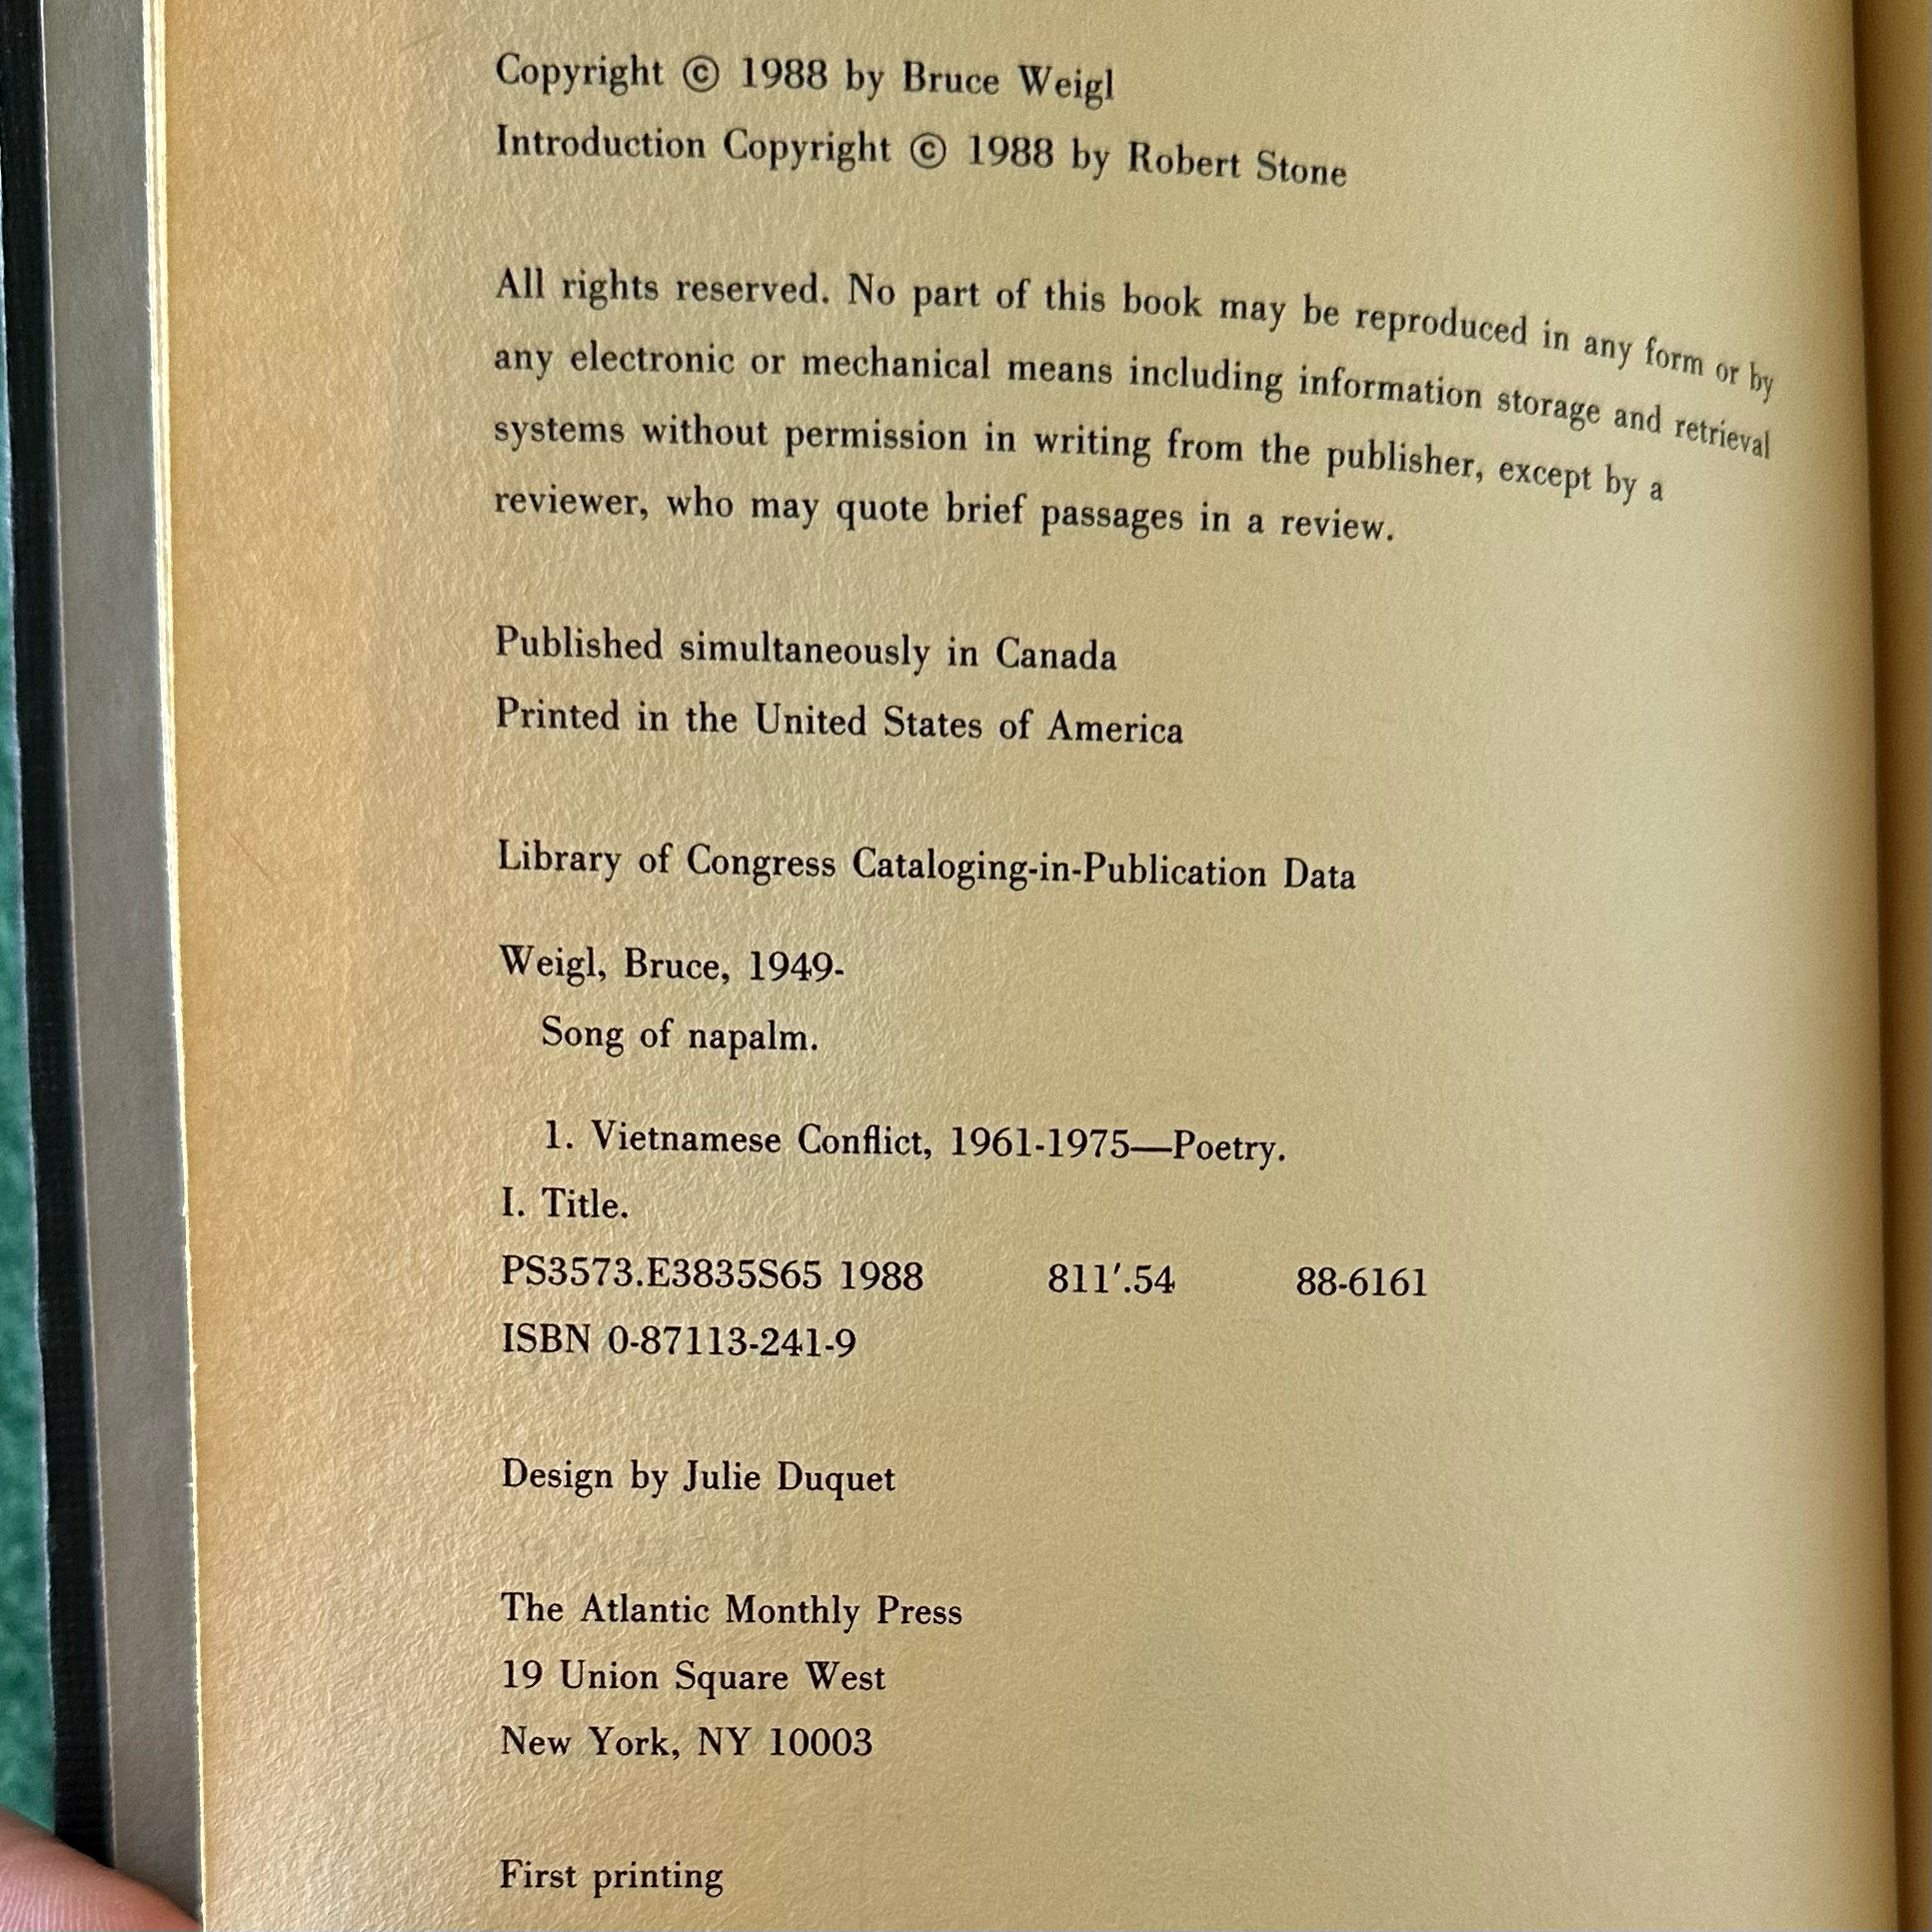 Copyright © 1988 by Bruce Weigl
Introduction Copyright © 1988 by Robert Stone
All rights reserved. No part of this book may be reproduced in any form or by
any electronic or mechanical means including information storage and retrieval
systems without permission in writing from the publisher, except by a
reviewer, who may quote brief passages in a review.
Published simultaneously in Canada
Printed in the United States of America
Library of Congress Cataloging-in-Publication Data
Weigl, Bruce, 1949-
Song of napalm.
1. Vietnamese Conflict, 1961-1975—Poetry.
I. Title.
PS3573.E3835S65 1988 811′.54 88-6161
ISBN 0-87113-241-9
Design by Julie Duquet
The Atlantic Monthly Press
19 Union Square West
New York, NY 10003
First printing